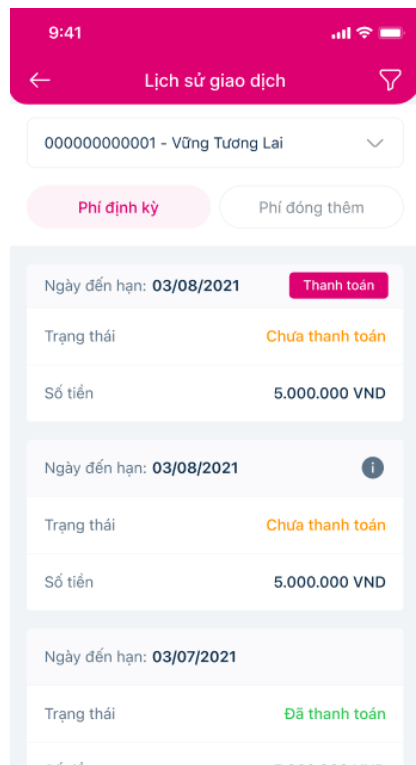 9:41
Lịch sử giao dịch
000000000001 - Vững Tương Lai
Phí định kỳ Phí đóng thêm
Ngày đến hạn: 03/08/2021 Thanh toán
Trạng thái Chưa thanh toán
Số tiền 5.000.000 VND
Ngày đến hạn: 03/08/2021
Trạng thái Chưa thanh toán
Số tiền 5.000.000 VND
Ngày đến hạn: 03/07/2021
Trạng thái Đã thanh toán